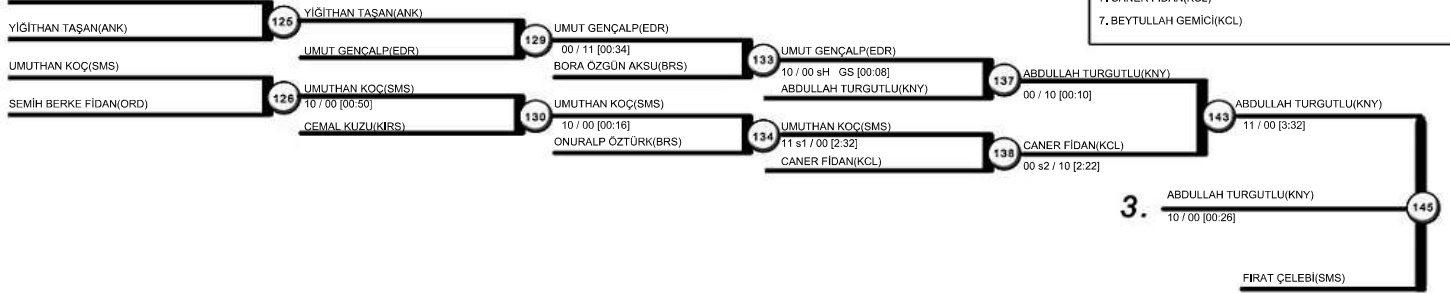 7. CANER FİDAN(KCL)
7. BEYTULLAH GEMİCİ(KCL)
YİĞİTHAN TAŞAN(ANK)
125
YİĞİTHAN TAŞAN(ANK)
UMUT GENÇALP(EDR)
129
UMUT GENÇALP(EDR)
00 / 11 [00:34]
BORA ÖZGÜN AKSU(BRS)
133
UMUT GENÇALP(EDR)
10 / 00 sH GS [00:08]
ABDULLAH TURGUTLU(KNY)
137
ABDULLAH TURGUTLU(KNY)
00 / 10 [00:10]
UMUTHAN KOÇ(SMS)
SEMİH BERKE FİDAN(ORD)
126
UMUTHAN KOÇ(SMS)
10 / 00 [00:50]
CEMAL KUZU(KIRS)
130
UMUTHAN KOÇ(SMS)
10 / 00 [00:16]
ONURALP ÖZTÜRK(BRS)
134
UMUTHAN KOÇ(SMS)
11 s1 / 00 [2:32]
CANER FİDAN(KCL)
138
CANER FİDAN(KCL)
00 s2 / 10 [2:22]
143
ABDULLAH TURGUTLU(KNY)
11 / 00 [3:32]
3.
ABDULLAH TURGUTLU(KNY)
10 / 00 [00:26]
145
FIRAT ÇELEBİ(SMS)